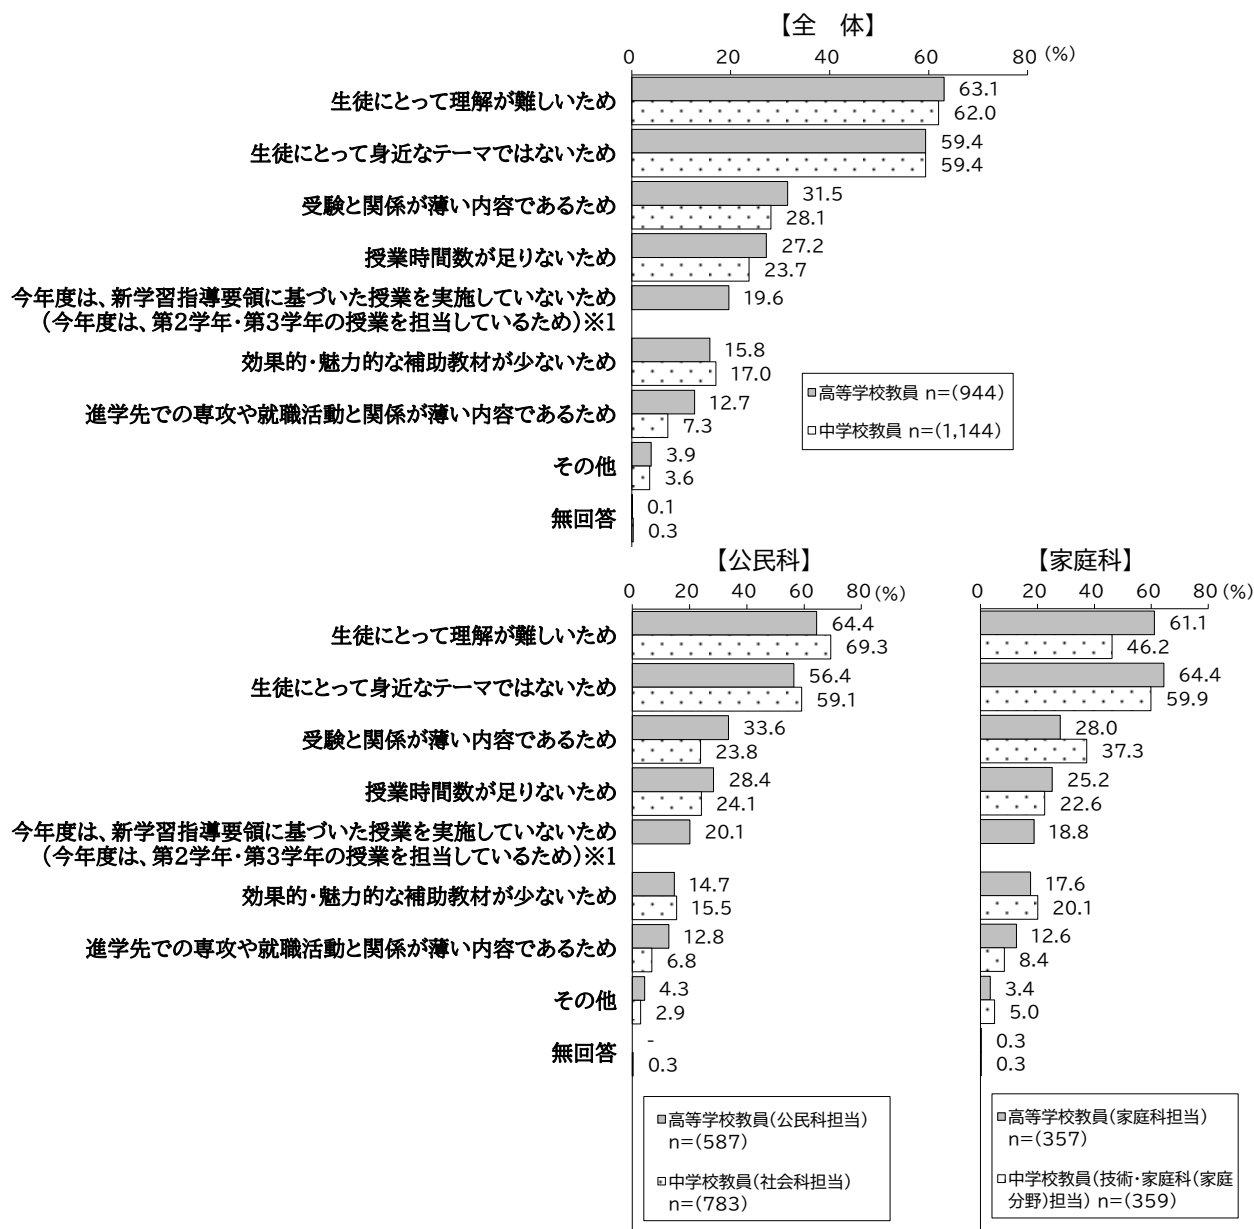 【全　体】
0 20 40 60 80 (%)
生徒にとって理解が難しいため 63.1
62.0
生徒にとって身近なテーマではないため 59.4
59.4
受験と関係が薄い内容であるため 31.5
28.1
授業時間数が足りないため 27.2
23.7
今年度は、新学習指導要領に基づいた授業を実施していないため 19.6
（今年度は、第2学年・第3学年の授業を担当しているため）※1
効果的・魅力的な補助教材が少ないため 15.8
17.0
進学先での専攻や就職活動と関係が薄い内容であるため 12.7
7.3
その他 3.9
3.6
無回答 0.1
0.3
高等学校教員 n=(944)
中学校教員 n=(1,144)
【公民科】 【家庭科】
0 20 40 60 80 (%) 0 20 40 60 80 (%)
生徒にとって理解が難しいため 64.4 61.1
69.3 46.2
生徒にとって身近なテーマではないため 56.4 64.4
59.1 59.9
受験と関係が薄い内容であるため 33.6 28.0
23.8 37.3
授業時間数が足りないため 28.4 25.2
24.1 22.6
今年度は、新学習指導要領に基づいた授業を実施していないため 20.1 18.8
（今年度は、第2学年・第3学年の授業を担当しているため）※1
効果的・魅力的な補助教材が少ないため 14.7 17.6
15.5 20.1
進学先での専攻や就職活動と関係が薄い内容であるため 12.8 12.6
6.8 8.4
その他 4.3 3.4
2.9 5.0
無回答 - 0.3
0.3 0.3
高等学校教員(公民科担当)
n=(587)
中学校教員(社会科担当)
n=(783)
高等学校教員(家庭科担当)
n=(357)
中学校教員(技術・家庭科(家庭
分野)担当) n=(359)